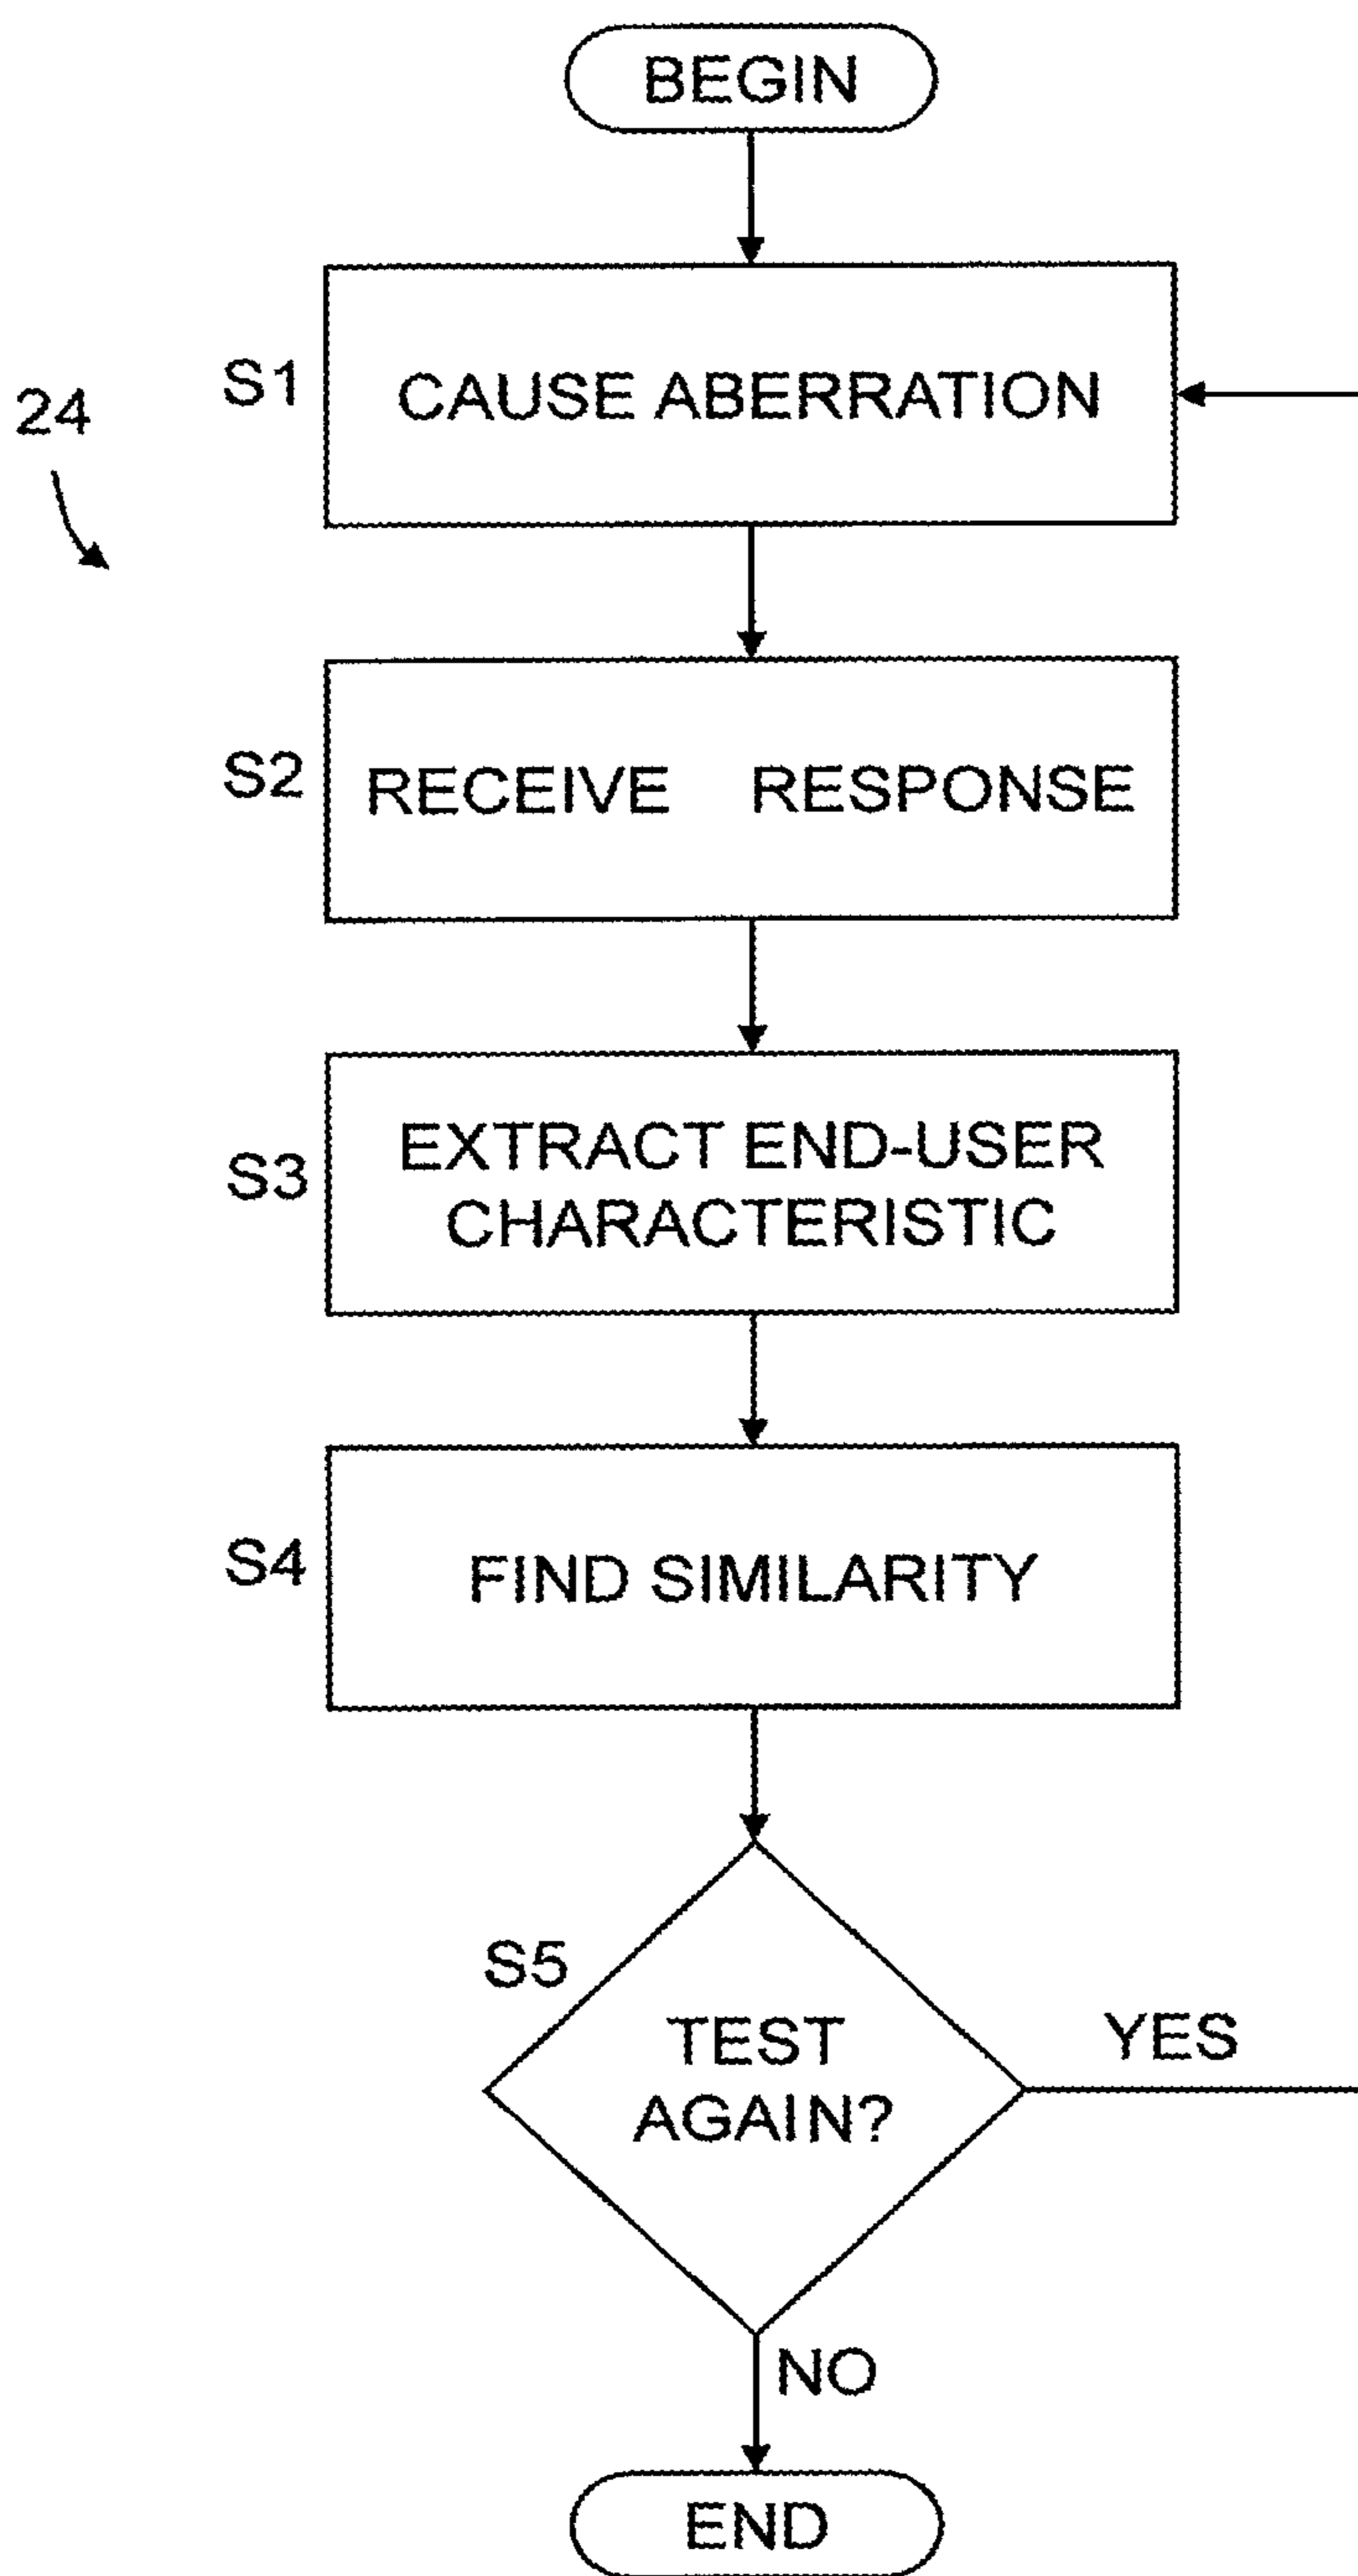 BEGIN
24
S1
CAUSE ABERRATION
S2
RECEIVE RESPONSE
S3
EXTRACT END-USER
CHARACTERISTIC
S4
FIND SIMILARITY
S5
TEST
AGAIN?
YES
NO
END